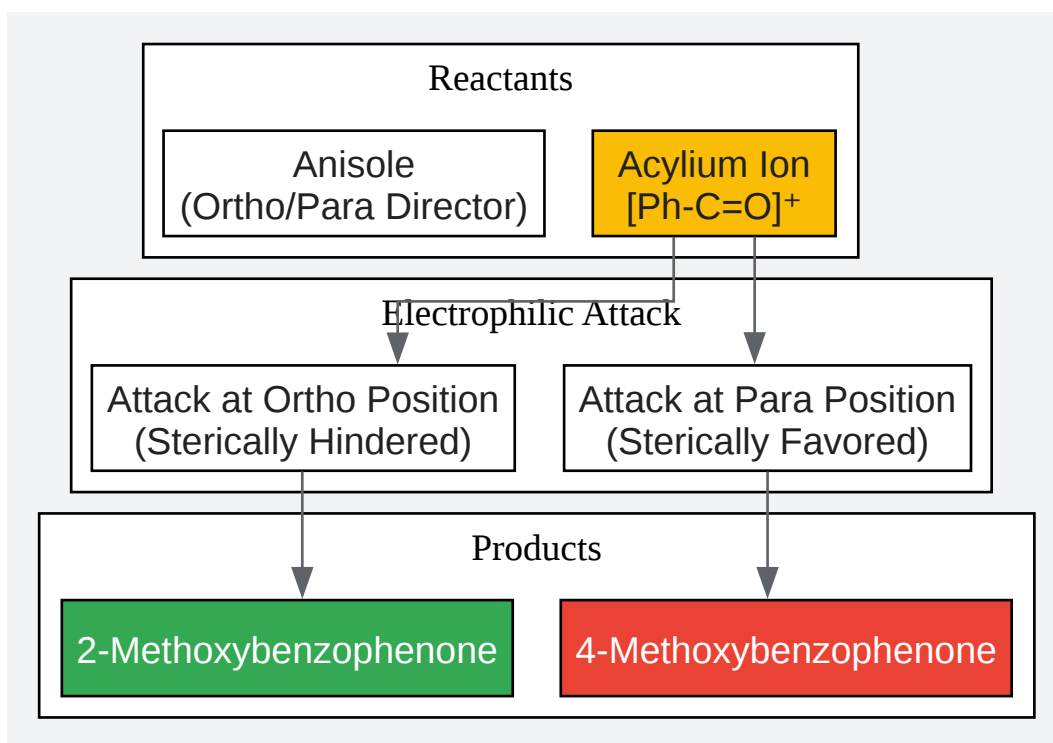 Reactants
Anisole
(Ortho/Para Director)
Acylium Ion
[Ph-C=O]⁺
Electrophilic Attack
Attack at Ortho Position
(Sterically Hindered)
Attack at Para Position
(Sterically Favored)
Products
2-Methoxybenzophenone
4-Methoxybenzophenone